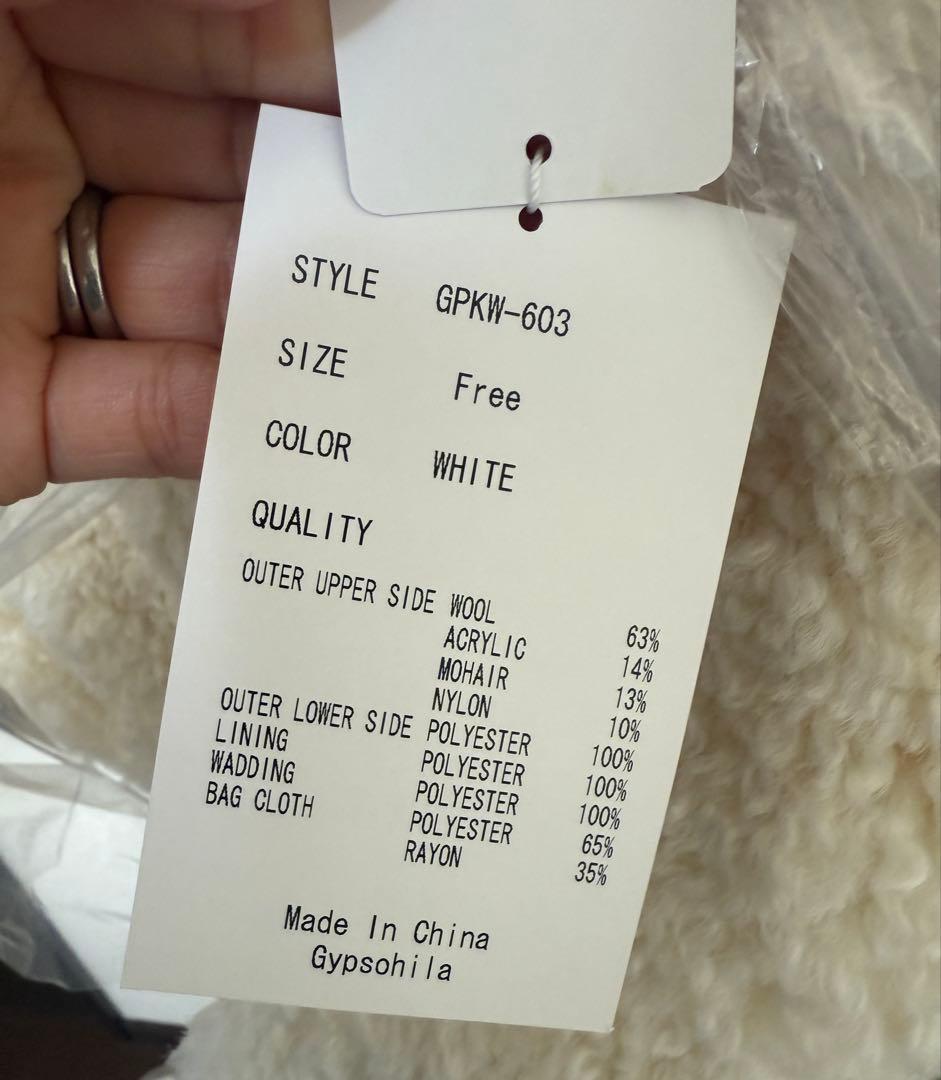 STYLE GPKW-603
SIZE Free
COLOR WHITE
QUALITY
OUTER UPPER SIDE WOOL 63%
ACRYLIC 14%
MOHAIR 13%
NYLON 10%
OUTER LOWER SIDE POLYESTER 100%
LINING POLYESTER 100%
WADDING POLYESTER 100%
BAG CLOTH POLYESTER 65%
RAYON 35%
Made In China
Gypsohila